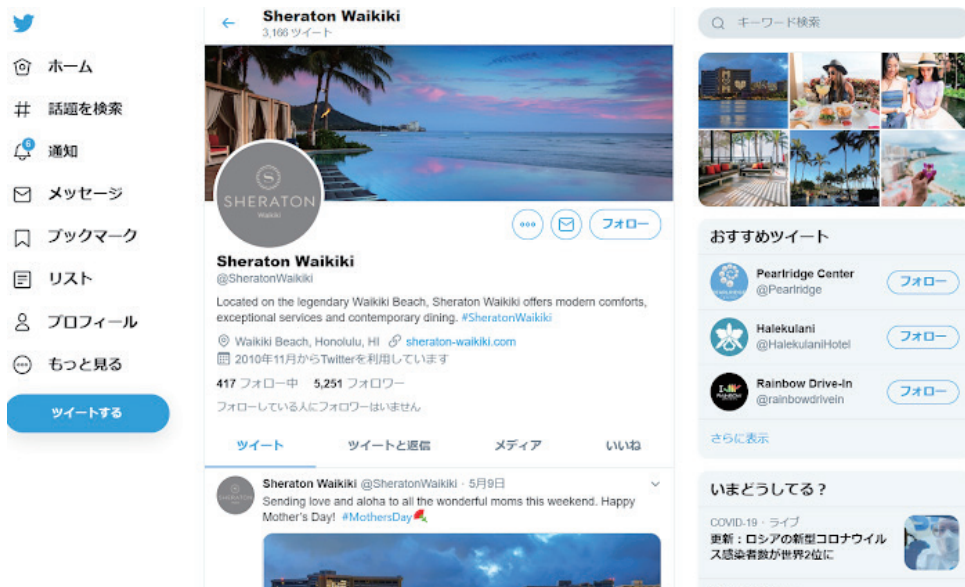 ホーム
話題を検索
6
通知
メッセージ
ブックマーク
リスト
プロフィール
もっと見る
ツイートする
Sheraton Waikiki
3,166 ツイート
SHERATON
Waikiki
フォロー
Sheraton Waikiki
@SheratonWaikiki
Located on the legendary Waikiki Beach, Sheraton Waikiki offers modern comforts,
exceptional services and contemporary dining. #SheratonWaikiki
Waikiki Beach, Honolulu, HI sheraton-waikiki.com
2010年11月からTwitterを利用しています
417 フォロー中 5,251 フォロワー
フォローしている人にフォロワーはいません
ツイート ツイートと返信 メディア いいね
SHERATON
Sheraton Waikiki @SheratonWaikiki · 5月9日
Sending love and aloha to all the wonderful moms this weekend. Happy
Mother's Day! #MothersDay
キーワード検索
おすすめツイート
Pearlridge Center
@Pearlridge
フォロー
Halekulani
@HalekulaniHotel
フォロー
RAINBOW
Rainbow Drive-In
@rainbowdrivein
フォロー
さらに表示
いまどうしてる？
COVID-19 · ライブ
更新：ロシアの新型コロナウイル
ス感染者数が世界2位に